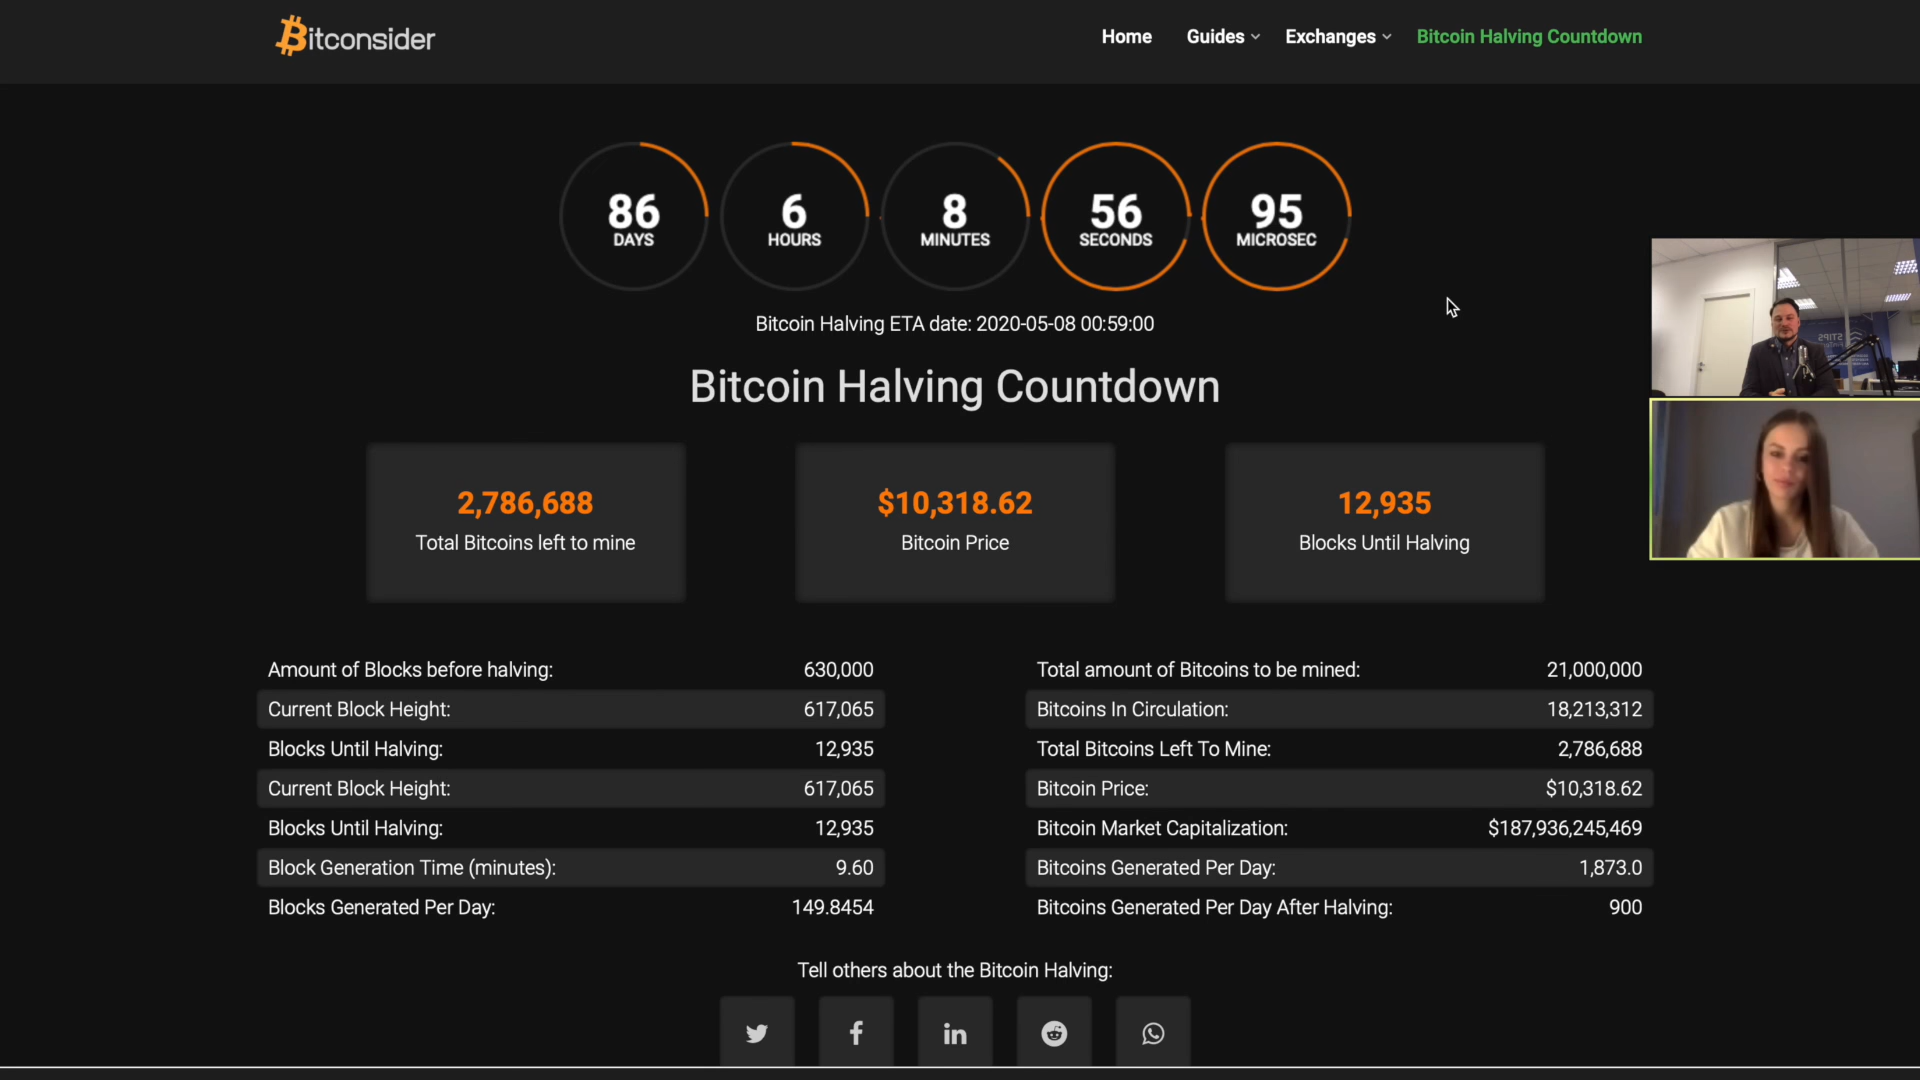 Bitconsider
Home Guides Exchanges Bitcoin Halving Countdown
86 6 8 56 95
DAYS HOURS MINUTES SECONDS MICROSEC
Bitcoin Halving ETA date: 2020-05-08 00:59:00
Bitcoin Halving Countdown
2,786,688
Total Bitcoins left to mine
$10,318.62
Bitcoin Price
12,935
Blocks Until Halving
Amount of Blocks before halving: 630,000
Current Block Height: 617,065
Blocks Until Halving: 12,935
Current Block Height: 617,065
Blocks Until Halving: 12,935
Block Generation Time (minutes): 9.60
Blocks Generated Per Day: 149.8454
Total amount of Bitcoins to be mined: 21,000,000
Bitcoins In Circulation: 18,213,312
Total Bitcoins Left To Mine: 2,786,688
Bitcoin Price: $10,318.62
Bitcoin Market Capitalization: $187,936,245,469
Bitcoins Generated Per Day: 1,873.0
Bitcoins Generated Per Day After Halving: 900
Tell others about the Bitcoin Halving: